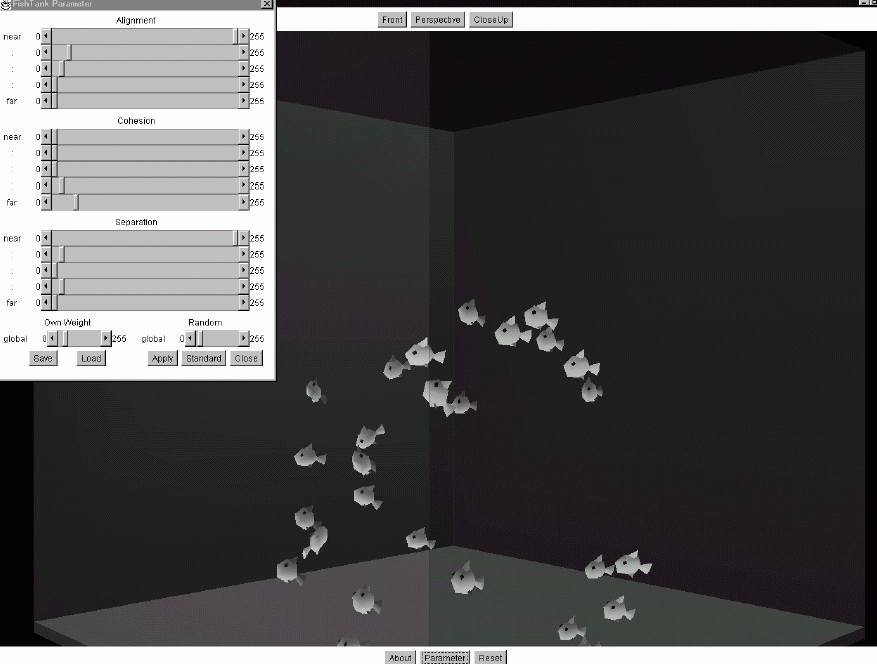 FishTank Parameter
Front Perspective CloseUp
Alignment
near 0 255
: 0 255
: 0 255
: 0 255
far 0 255
Cohesion
near 0 255
: 0 255
: 0 255
: 0 255
far 0 255
Separation
near 0 255
: 0 255
: 0 255
: 0 255
far 0 255
Own Weight Random
global 0 255 global 0 255
Save Load Apply Standard Close
About Parameter Reset